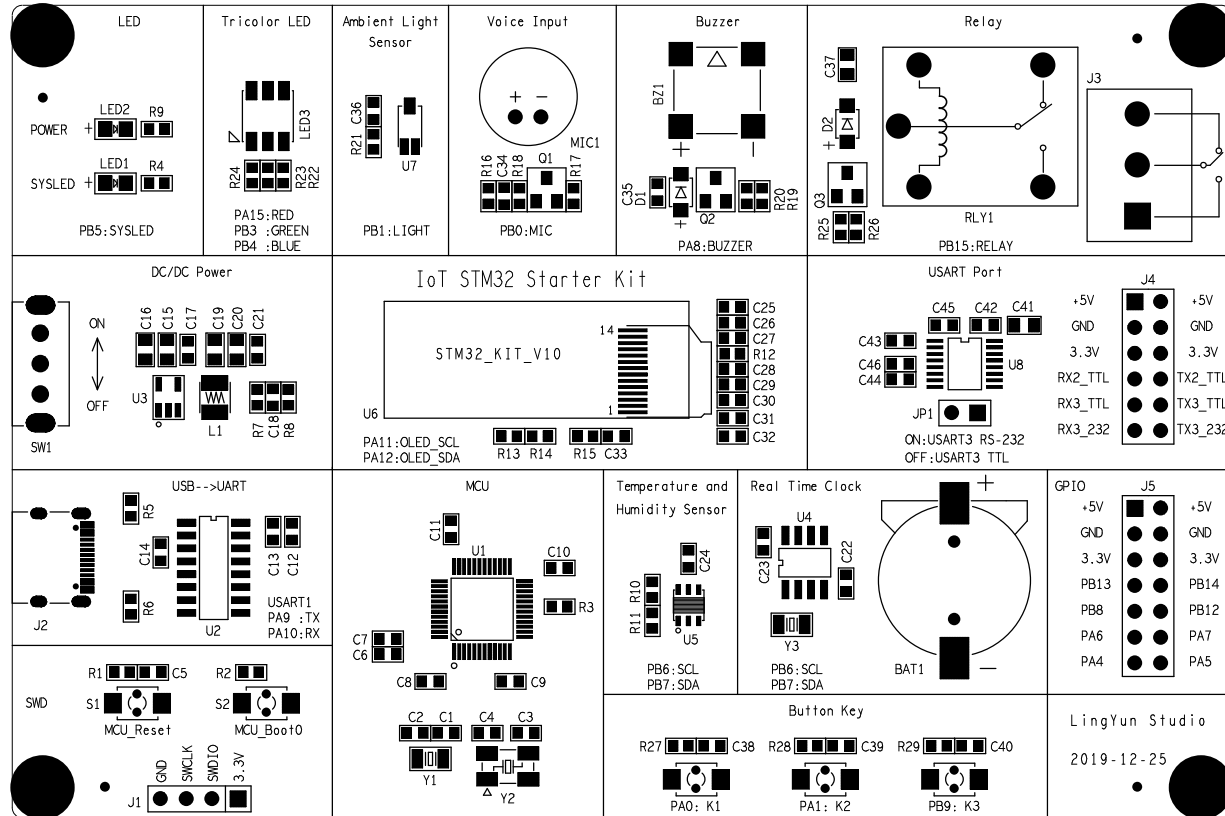 LED
LED2
R9
POWER
+
LED1
R4
SYSLED
+
PB5:SYSLED
Tricolor LED
LED3
R24
R23
R22
PA15:RED
PB3 :GREEN
PB4 :BLUE
Ambient Light
Sensor
C36
R21
U7
PB1:LIGHT
Voice Input
+ −
MIC1
R16
C34
R18
Q1
R17
PB0:MIC
Buzzer
BZ1
+ −
C35
D1
Q2
R20
R19
PA8:BUZZER
Relay
C37
D2
+
Q3
R25
R26
RLY1
J3
PB15:RELAY
DC/DC Power
ON
OFF
SW1
C16
C15
C17
C19
C20
C21
U3
L1
R7
C18
R8
IoT STM32 Starter Kit
STM32_KIT_V10
14
1
U6
C25
C26
C27
R12
C28
C29
C30
C31
C32
PA11:OLED_SCL
PA12:OLED_SDA
R13 R14
R15 C33
USART Port
C45
C42
C41
C43
C46
C44
U8
JP1
ON:USART3 RS-232
OFF:USART3 TTL
J4
+5V +5V
GND GND
3.3V 3.3V
RX2_TTL TX2_TTL
RX3_TTL TX3_TTL
RX3_232 TX3_232
USB-->UART
R5
C14
R6
J2
U2
C13
C12
USART1
PA9 :TX
PA10:RX
MCU
C11
U1
C10
R3
C7
C6
C8
C9
C2 C1
C4
C3
Y1
Y2
Temperature and
Humidity Sensor
C24
R10
R11
U5
PB6:SCL
PB7:SDA
Real Time Clock
U4
C23
C22
Y3
+
BAT1
−
PB6:SCL
PB7:SDA
GPIO
J5
+5V +5V
GND GND
3.3V 3.3V
PB13 PB14
PB8 PB12
PA6 PA7
PA4 PA5
SWD
R1
C5
S1
MCU_Reset
R2
S2
MCU_Boot0
GND
SWCLK
SWDIO
3.3V
J1
Button Key
R27 C38
R28 C39
R29 C40
PA0: K1
PA1: K2
PB9: K3
LingYun Studio
2019-12-25